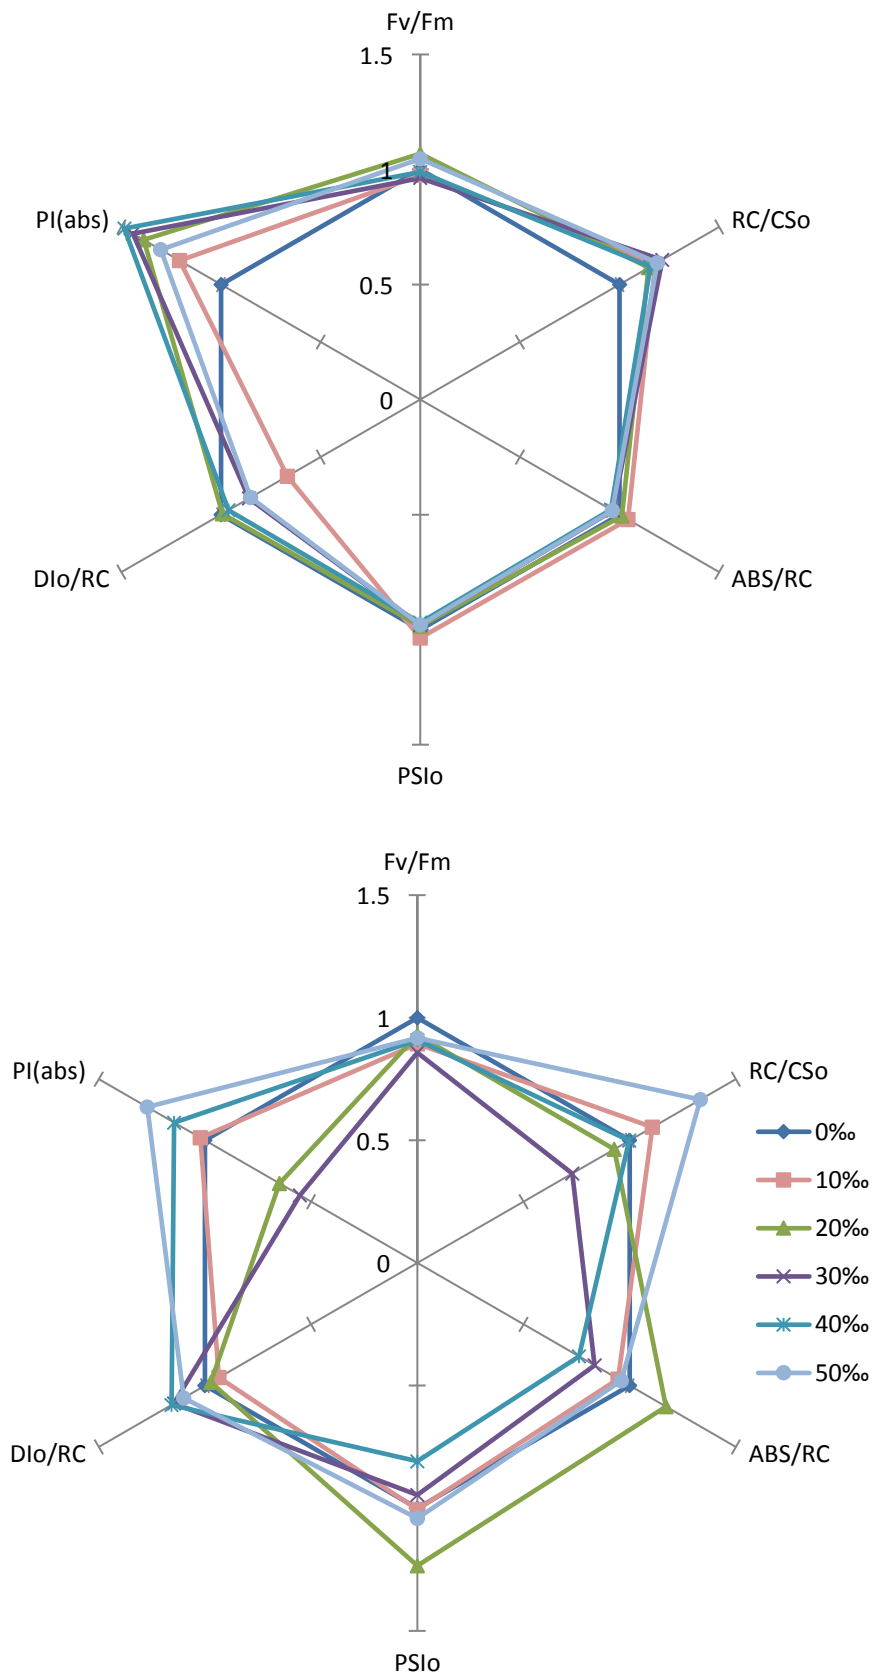 Fv/Fm
1.5
1
PI(abs)
RC/CSo
0.5
0
DIo/RC
ABS/RC
PSIo
Fv/Fm
1.5
1
PI(abs)
RC/CSo
0‰
0.5
10‰
20‰
0
30‰
40‰
50‰
DIo/RC
ABS/RC
PSIo